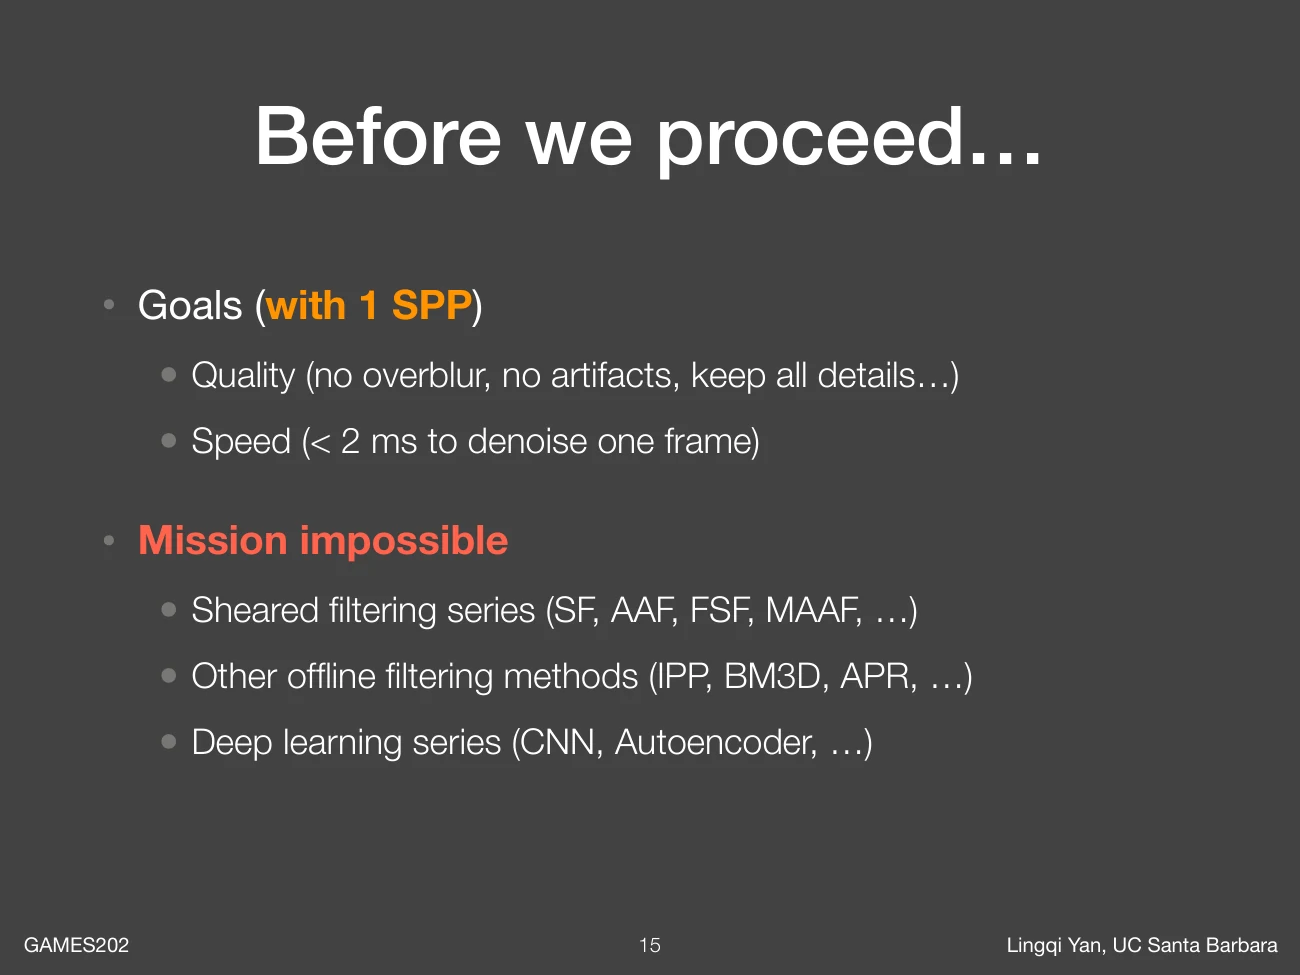 Before we proceed…
• Goals (with 1 SPP)
• Quality (no overblur, no artifacts, keep all details…)
• Speed (< 2 ms to denoise one frame)
• Mission impossible
• Sheared filtering series (SF, AAF, FSF, MAAF, …)
• Other offline filtering methods (IPP, BM3D, APR, …)
• Deep learning series (CNN, Autoencoder, …)
GAMES202
15
Lingqi Yan, UC Santa Barbara